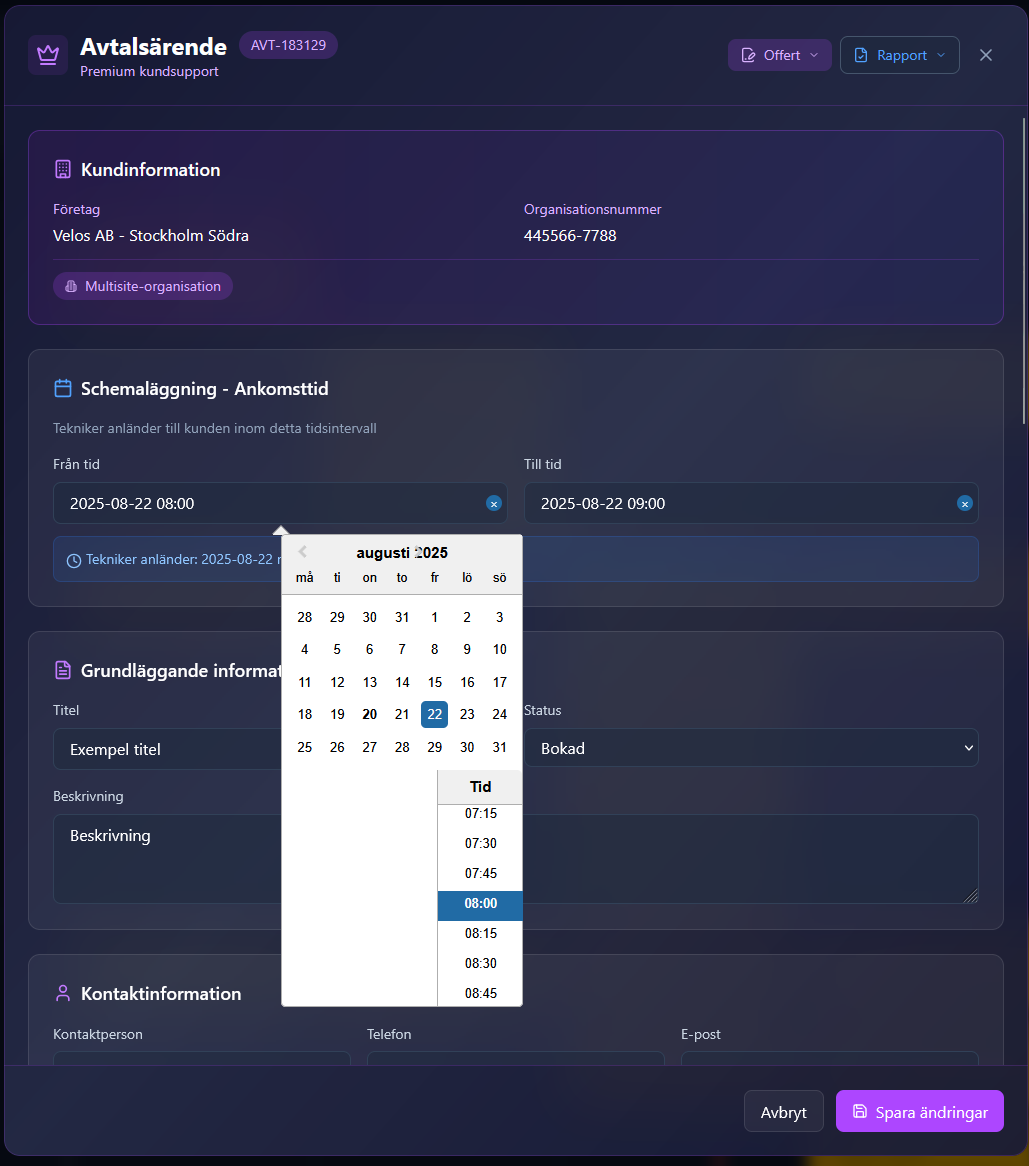 Avtalsärende AVT-183129
Premium kundsupport
Offert
Rapport
Kundinformation
Företag
Organisationsnummer
Velos AB - Stockholm Södra
445566-7788
Multisite-organisation
Schemaläggning - Ankomsttid
Tekniker anländer till kunden inom detta tidsintervall
Från tid
Till tid
2025-08-22 08:00
2025-08-22 09:00
Tekniker anländer: 2025-08-22
augusti 2025
må ti on to fr lö sö
28 29 30 31 1 2 3
4 5 6 7 8 9 10
11 12 13 14 15 16 17
18 19 20 21 22 23 24
25 26 27 28 29 30 31
Tid
07:15
07:30
07:45
08:00
08:15
08:30
08:45
Grundläggande
Titel
Status
Exempel titel
Bokad
Beskrivning
Beskrivning
Kontaktinformation
Kontaktperson
Telefon
E-post
Avbryt
Spara ändringar